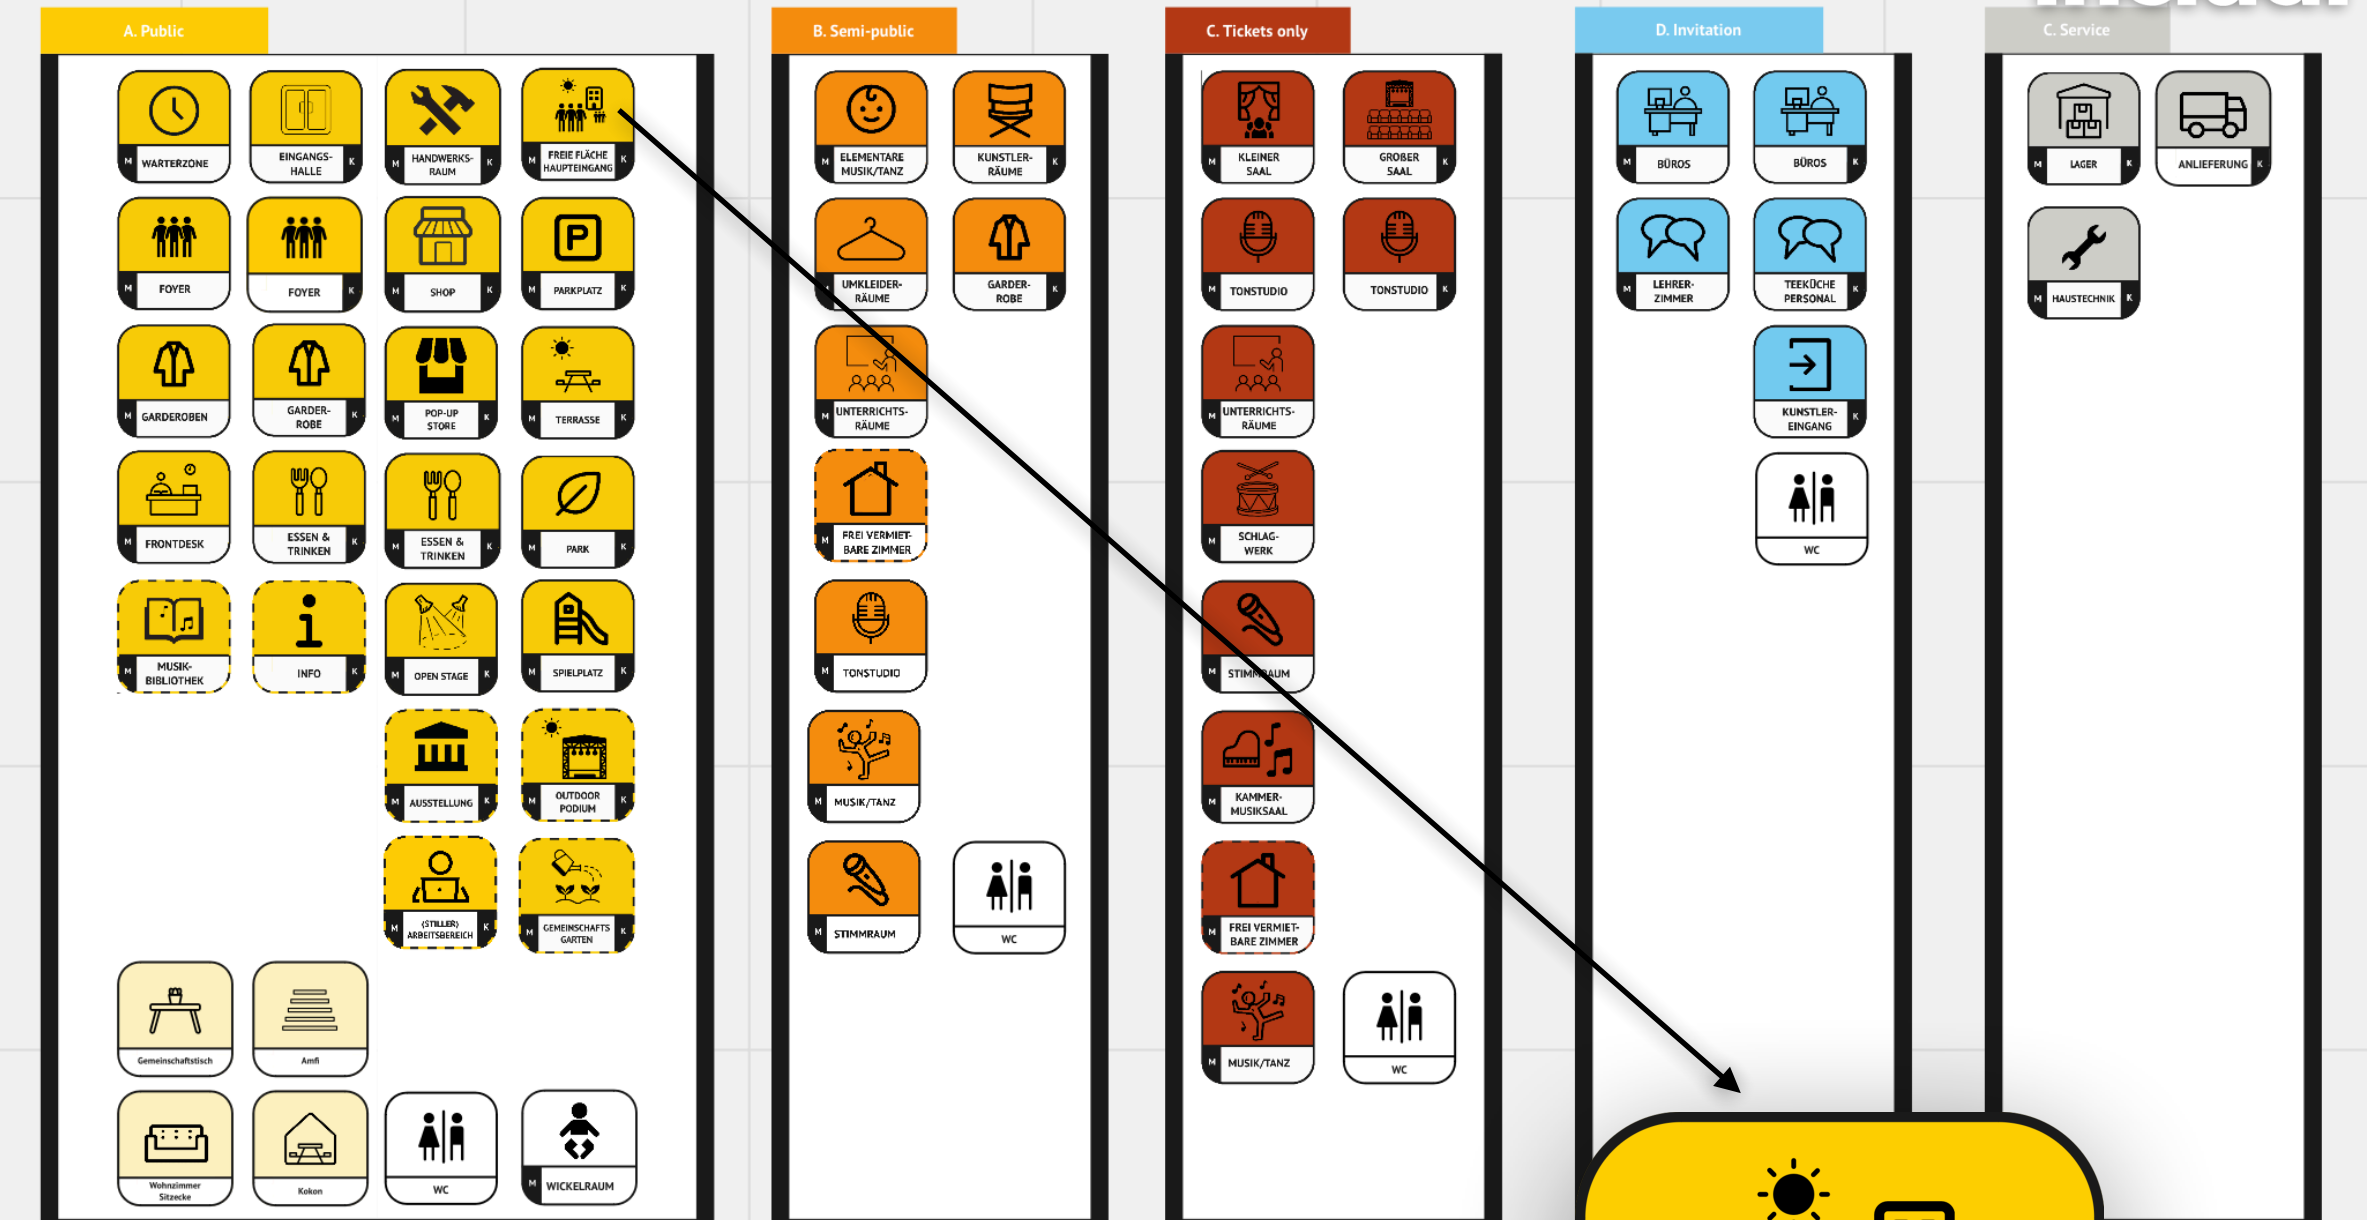 A. Public
M
WARTERZONE
EINGANGS-
HALLE
K
M
HANDWERKS-
RAUM
K
M
FREIE FLÄCHE
HAUPTEINGANG
K
M
FOYER
FOYER
K
M
SHOP
K
M
PARKPLATZ
K
M
GARDEROBEN
GARDER-
ROBE
K
M
POP-UP
STORE
K
M
TERRASSE
K
M
FRONTDESK
ESSEN &
TRINKEN
K
M
ESSEN &
TRINKEN
K
M
PARK
K
M
MUSIK-
BIBLIOTHEK
INFO
K
M
OPEN STAGE
K
M
SPIELPLATZ
K
M
AUSSTELLUNG
K
M
OUTDOOR
PODIUM
K
M
(STILLER)
ARBEITSBEREICH
K
M
GEMEINSCHAFTS
GARTEN
K
Gemeinschaftstisch
Amfi
Wohnzimmer
Sitzecke
Kokon
WC
M
WICKELRAUM
B. Semi-public
M
ELEMENTARE
MUSIK/TANZ
KUNSTLER-
RÄUME
K
UMKLEIDER-
RÄUME
GARDER-
ROBE
K
M
UNTERRICHTS-
RÄUME
M
FREI VERMIET-
BARE ZIMMER
M
TONSTUDIO
M
MUSIK/TANZ
M
STIMMRAUM
WC
C. Tickets only
M
KLEINER
SAAL
GROßER
SAAL
K
M
TONSTUDIO
TONSTUDIO
K
M
UNTERRICHTS-
RÄUME
M
SCHLAG-
WERK
M
STIMMRAUM
M
KAMMER-
MUSIKSAAL
M
FREI VERMIET-
BARE ZIMMER
M
MUSIK/TANZ
WC
D. Invitation
M
BÜROS
BÜROS
K
M
LEHRER-
ZIMMER
TEEKÜCHE
PERSONAL
K
KUNSTLER-
EINGANG
K
WC
C. Service
M
LAGER
K
ANLIEFERUNG
K
M
HAUSTECHNIK
K